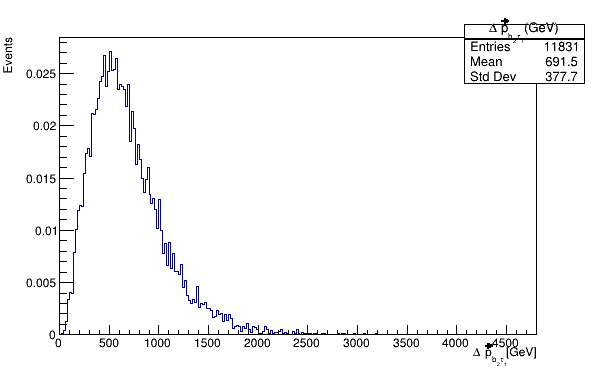 Δ p⃗ b₂τ₁ (GeV)
Entries 11831
Mean 691.5
Std Dev 377.7
Events
0.025
0.02
0.015
0.01
0.005
0
0 500 1000 1500 2000 2500 3000 3500 4000 4500
Δ p⃗ b₂τ₁ [GeV]